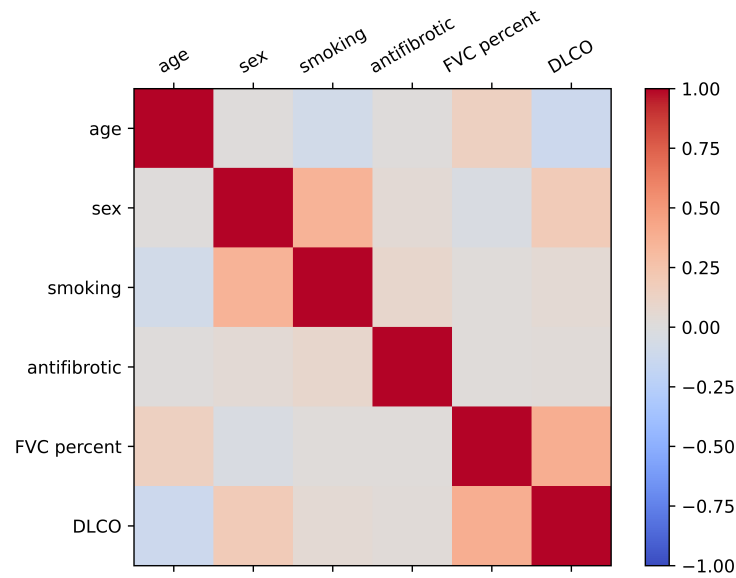 age sex smoking antifibrotic FVC percent DLCO
age
sex
smoking
antifibrotic
FVC percent
DLCO
1.00
0.75
0.50
0.25
0.00
−0.25
−0.50
−0.75
−1.00